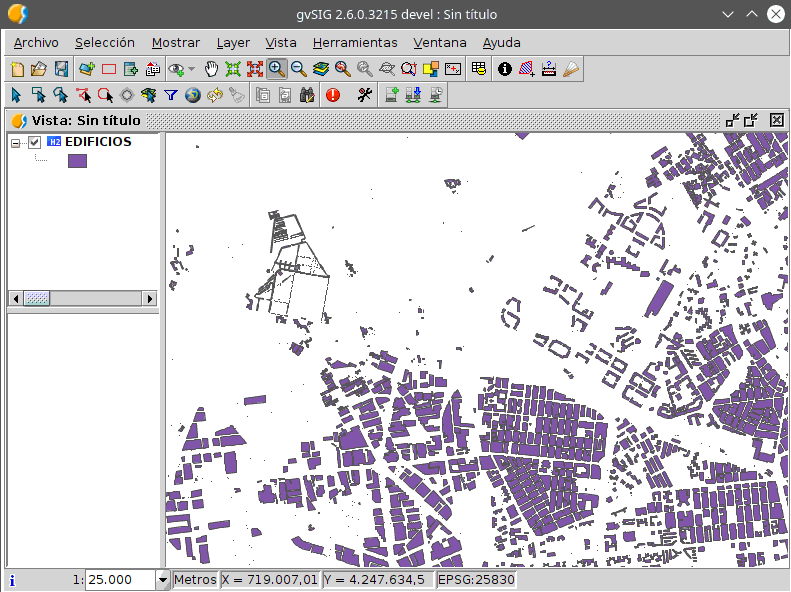 gvSIG 2.6.0.3215 devel : Sin título
Archivo Selección Mostrar Layer Vista Herramientas Ventana Ayuda
Vista: Sin título
H2 EDIFICIOS
1: 25.000 Metros X = 719.007,01 Y = 4.247.634,5 EPSG:25830